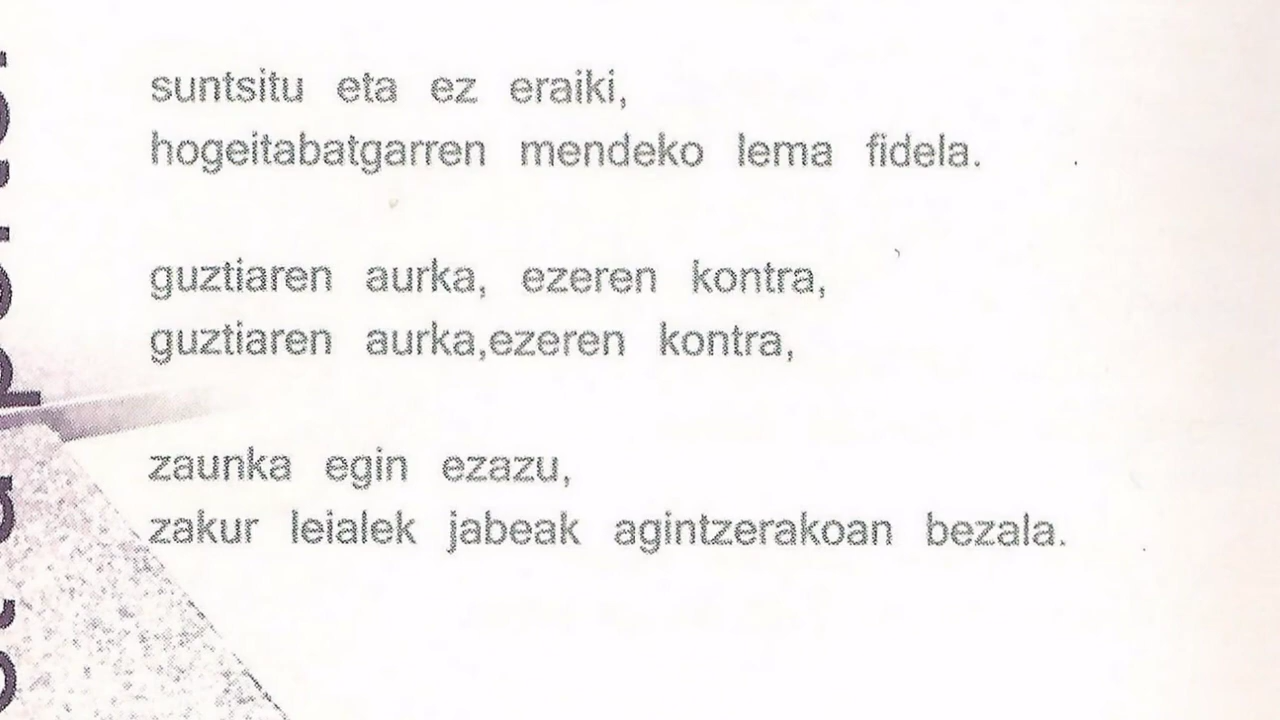 suntsitu eta ez eraiki,
hogeitabatgarren mendeko lema fidela.
guztiaren aurka, ezeren kontra,
guztiaren aurka,ezeren kontra,
zaunka egin ezazu,
zakur leialek jabeak agintzerakoan bezala.